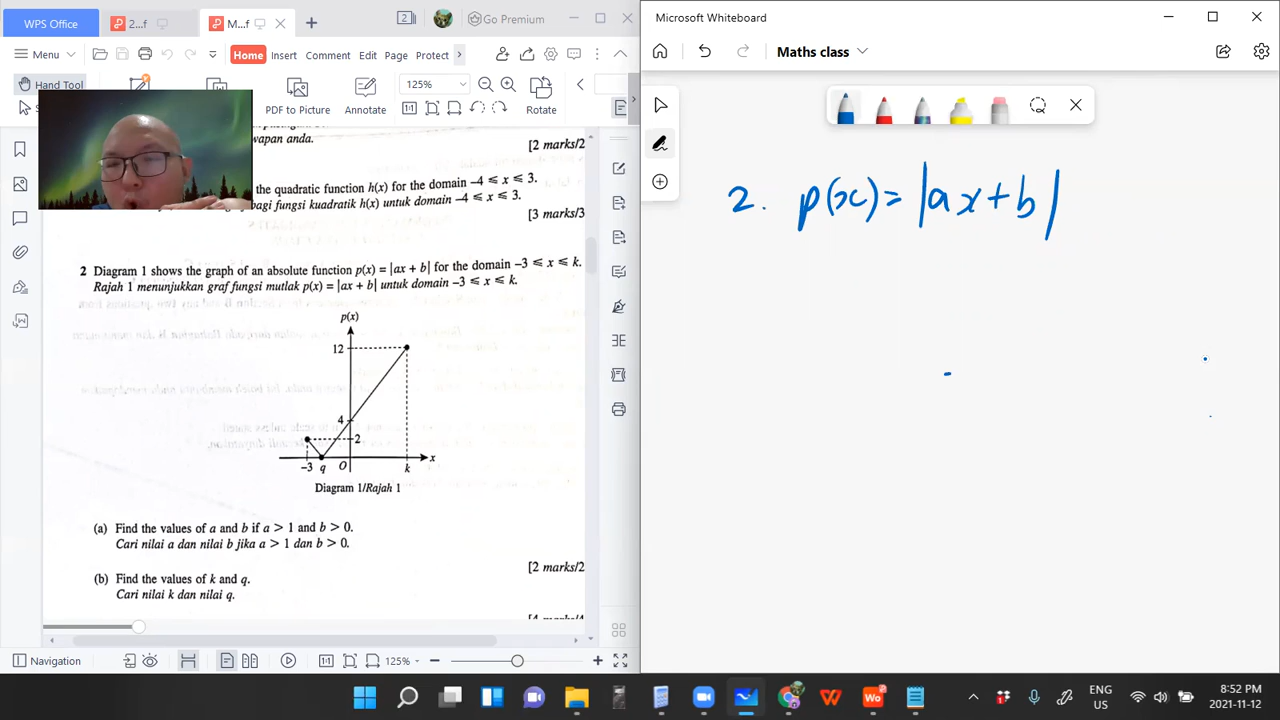 WPS Office
2...f
M...f
2
Go Premium
Menu
Home Insert Comment Edit Page Protect
Hand Tool
PDF to Picture
Annotate
125%
Rotate
wapan anda.
[2 marks/2
the quadratic function h(x) for the domain −4 ⩽ x ⩽ 3.
bagi fungsi kuadratik h(x) untuk domain −4 ⩽ x ⩽ 3.
[3 marks/3
2 Diagram 1 shows the graph of an absolute function p(x) = |ax + b| for the domain −3 ⩽ x ⩽ k.
Rajah 1 menunjukkan graf fungsi mutlak p(x) = |ax + b| untuk domain −3 ⩽ x ⩽ k.
p(x)
12
4
2
−3 q O k x
Diagram 1/Rajah 1
(a) Find the values of a and b if a > 1 and b > 0.
Cari nilai a dan nilai b jika a > 1 dan b > 0.
[2 marks/2
(b) Find the values of k and q.
Cari nilai k dan nilai q.
[4 marks/4
Navigation
125%
Microsoft Whiteboard
Maths class
2. p(x) = |ax+b|
ENG
US
8:52 PM
2021-11-12